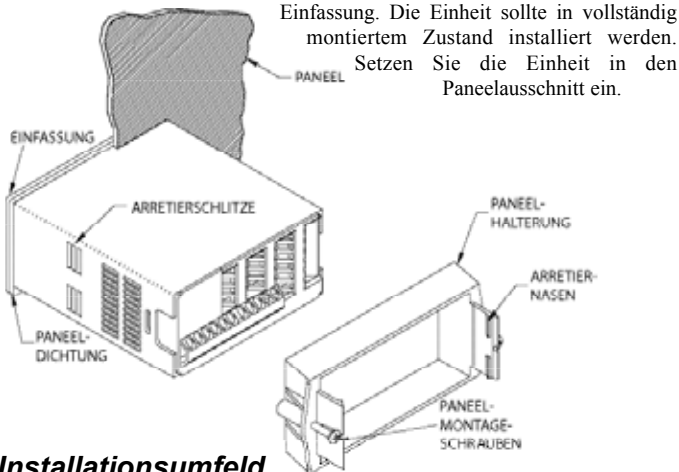 Einfassung. Die Einheit sollte in vollständig
montiertem Zustand installiert werden.
Setzen Sie die Einheit in den
Paneelausschnitt ein.
PANEEL
EINFASSUNG
ARRETIERSCHLITZE
PANEEL-
HALTERUNG
ARRETIER-
NASEN
PANEEL-
DICHTUNG
PANEEL-
MONTAGE-
SCHRAUBEN
Installationsumfeld